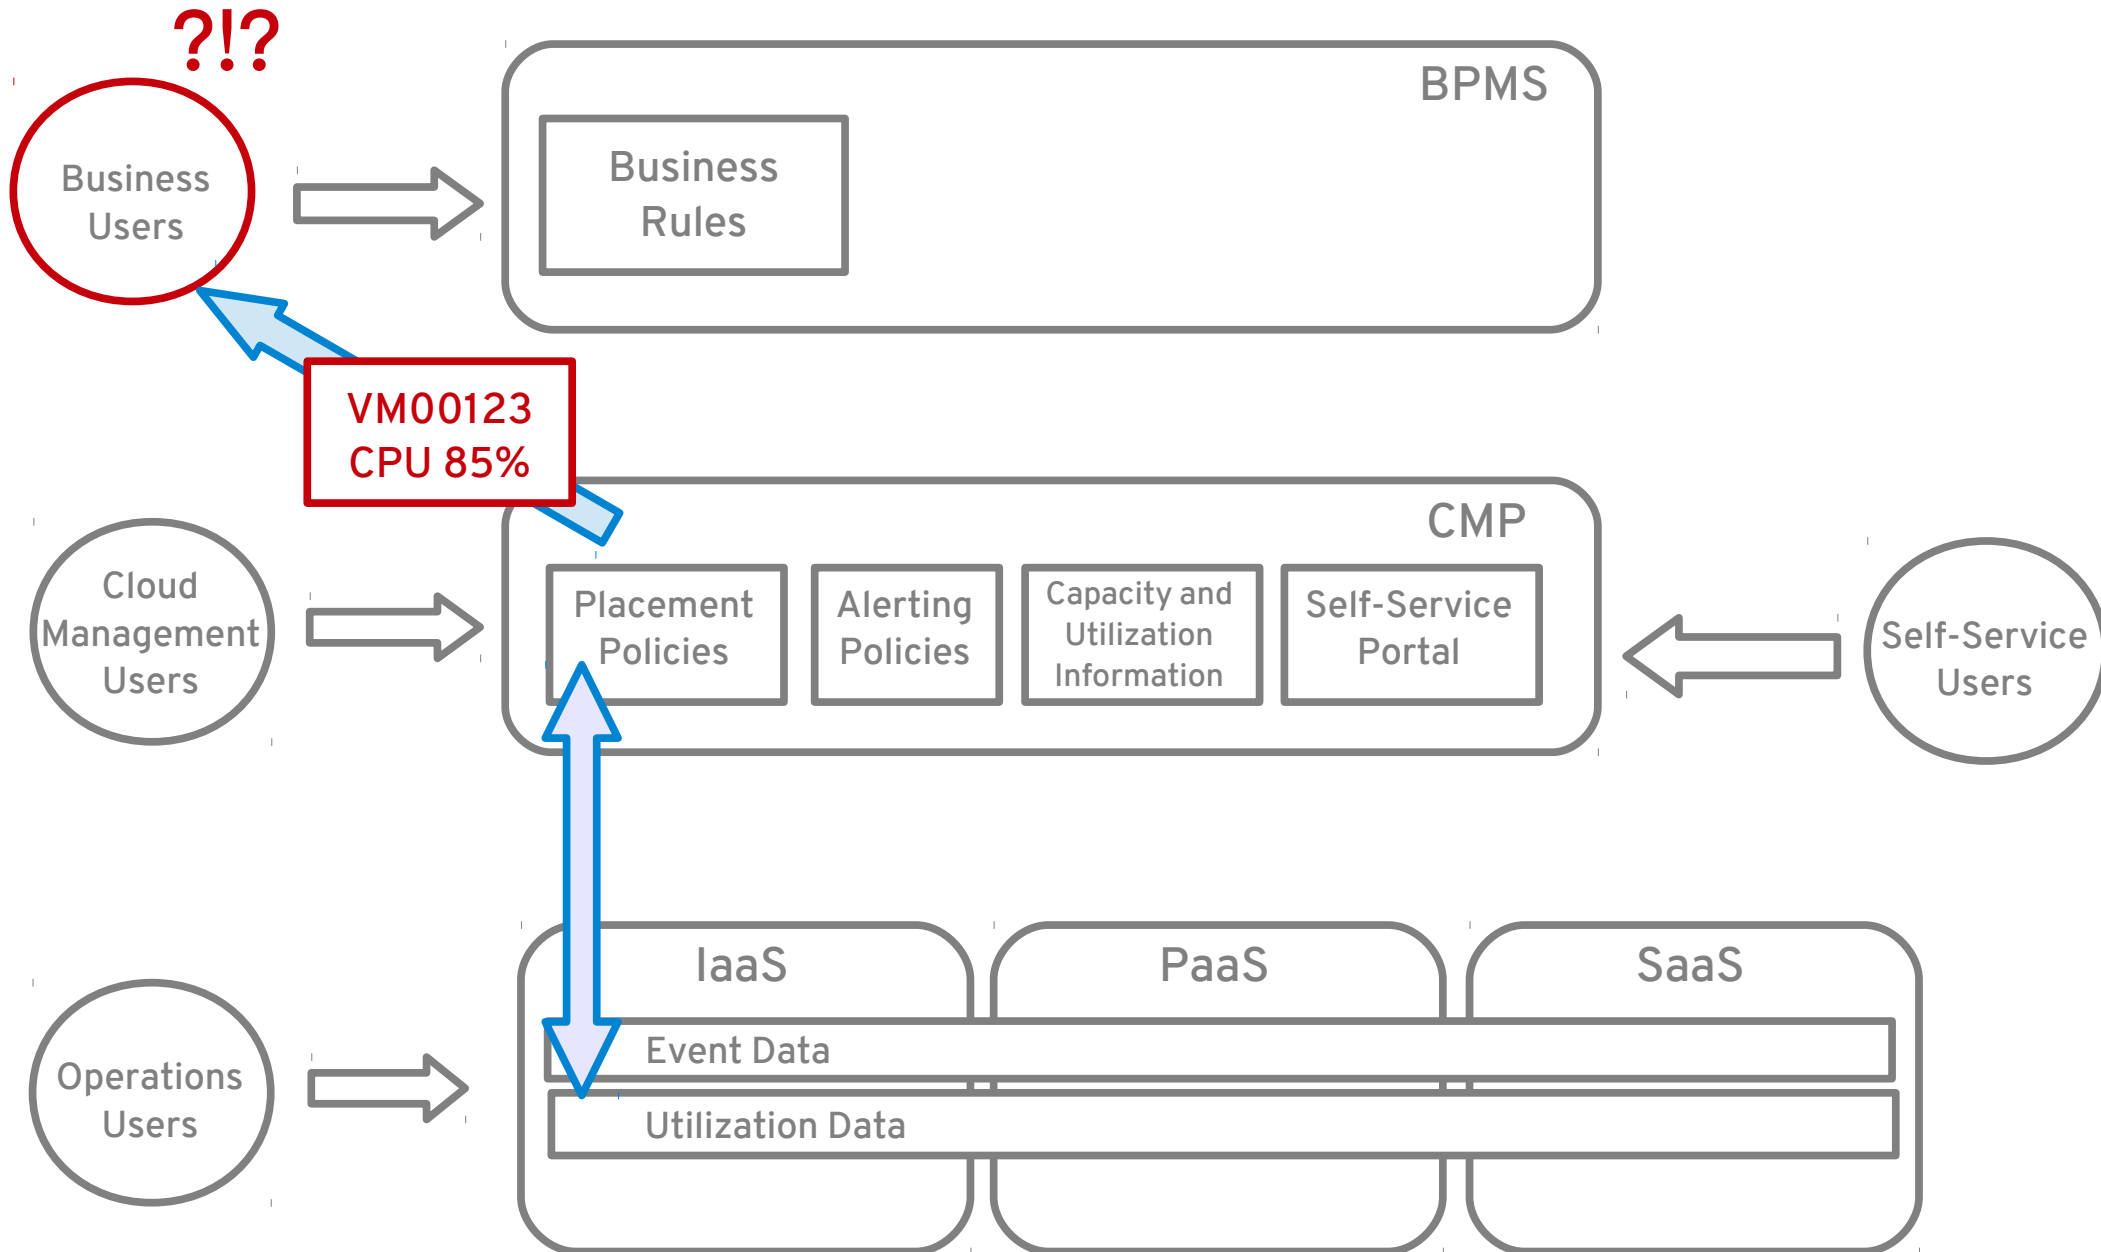 ?!?
BPMS
Business
Users
Business
Rules
VM00123
CPU 85%
CMP
Cloud
Management
Users
Placement
Policies
Alerting
Policies
Capacity and
Utilization
Information
Self-Service
Portal
Self-Service
Users
IaaS
PaaS
SaaS
Operations
Users
Event Data
Utilization Data